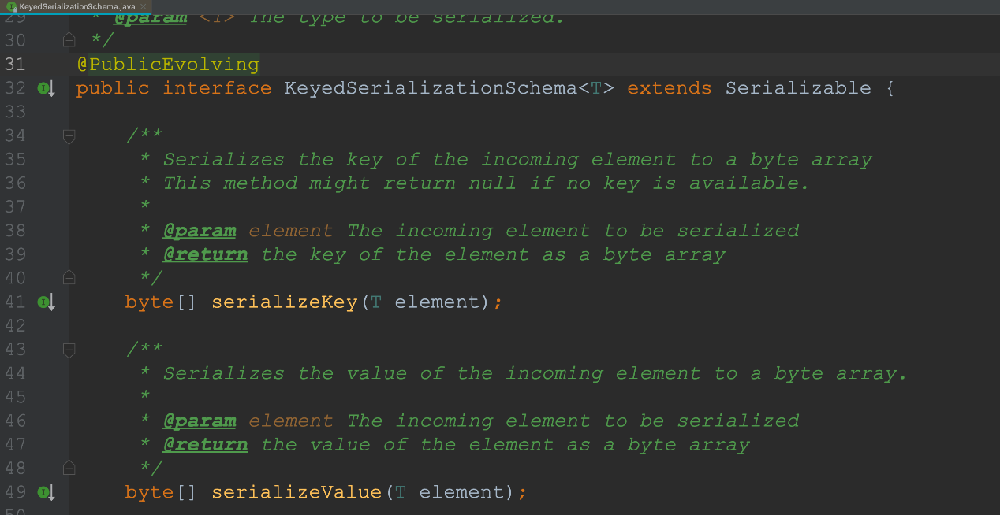 KeyedSerializationSchema.java
29 * @param <T> The type to be serialized.
30 */
31 @PublicEvolving
32 public interface KeyedSerializationSchema<T> extends Serializable {
33
34 /**
35 * Serializes the key of the incoming element to a byte array
36 * This method might return null if no key is available.
37 *
38 * @param element The incoming element to be serialized
39 * @return the key of the element as a byte array
40 */
41 byte[] serializeKey(T element);
42
43 /**
44 * Serializes the value of the incoming element to a byte array.
45 *
46 * @param element The incoming element to be serialized
47 * @return the value of the element as a byte array
48 */
49 byte[] serializeValue(T element);
50